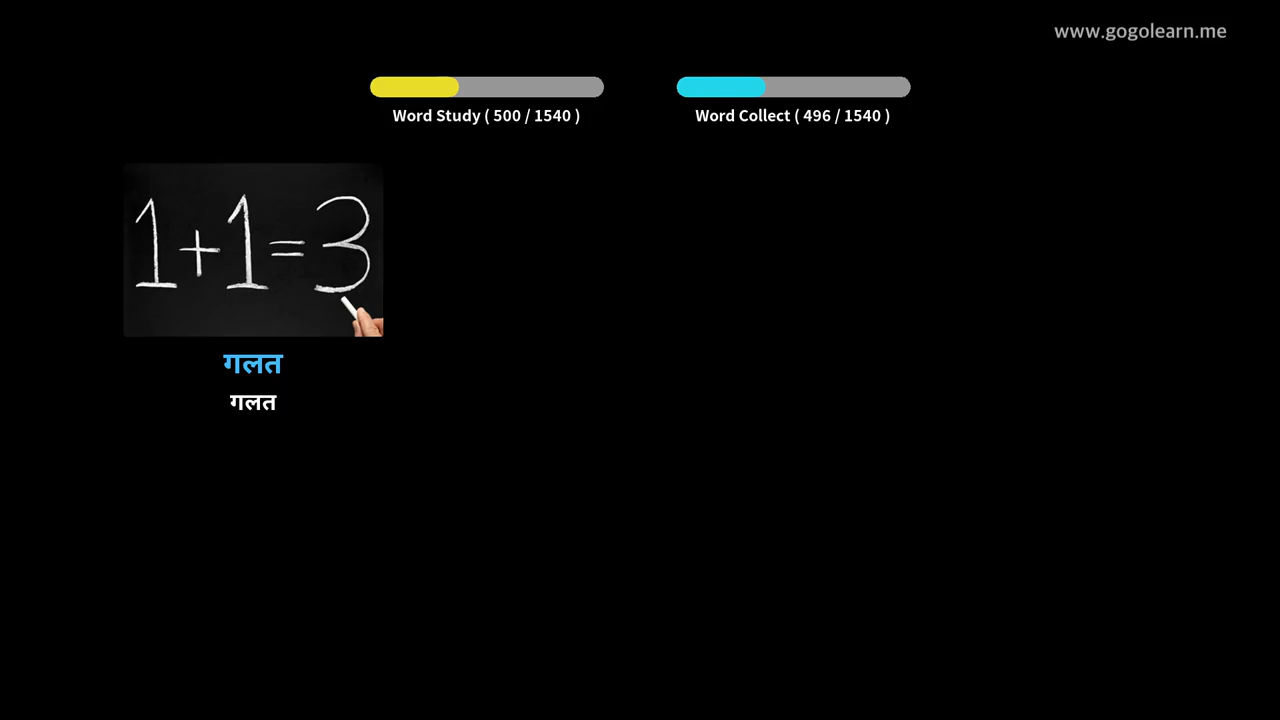 www.gogolearn.me
Word Study ( 500 / 1540 )
Word Collect ( 496 / 1540 )
1+1=3
गलत
गलत